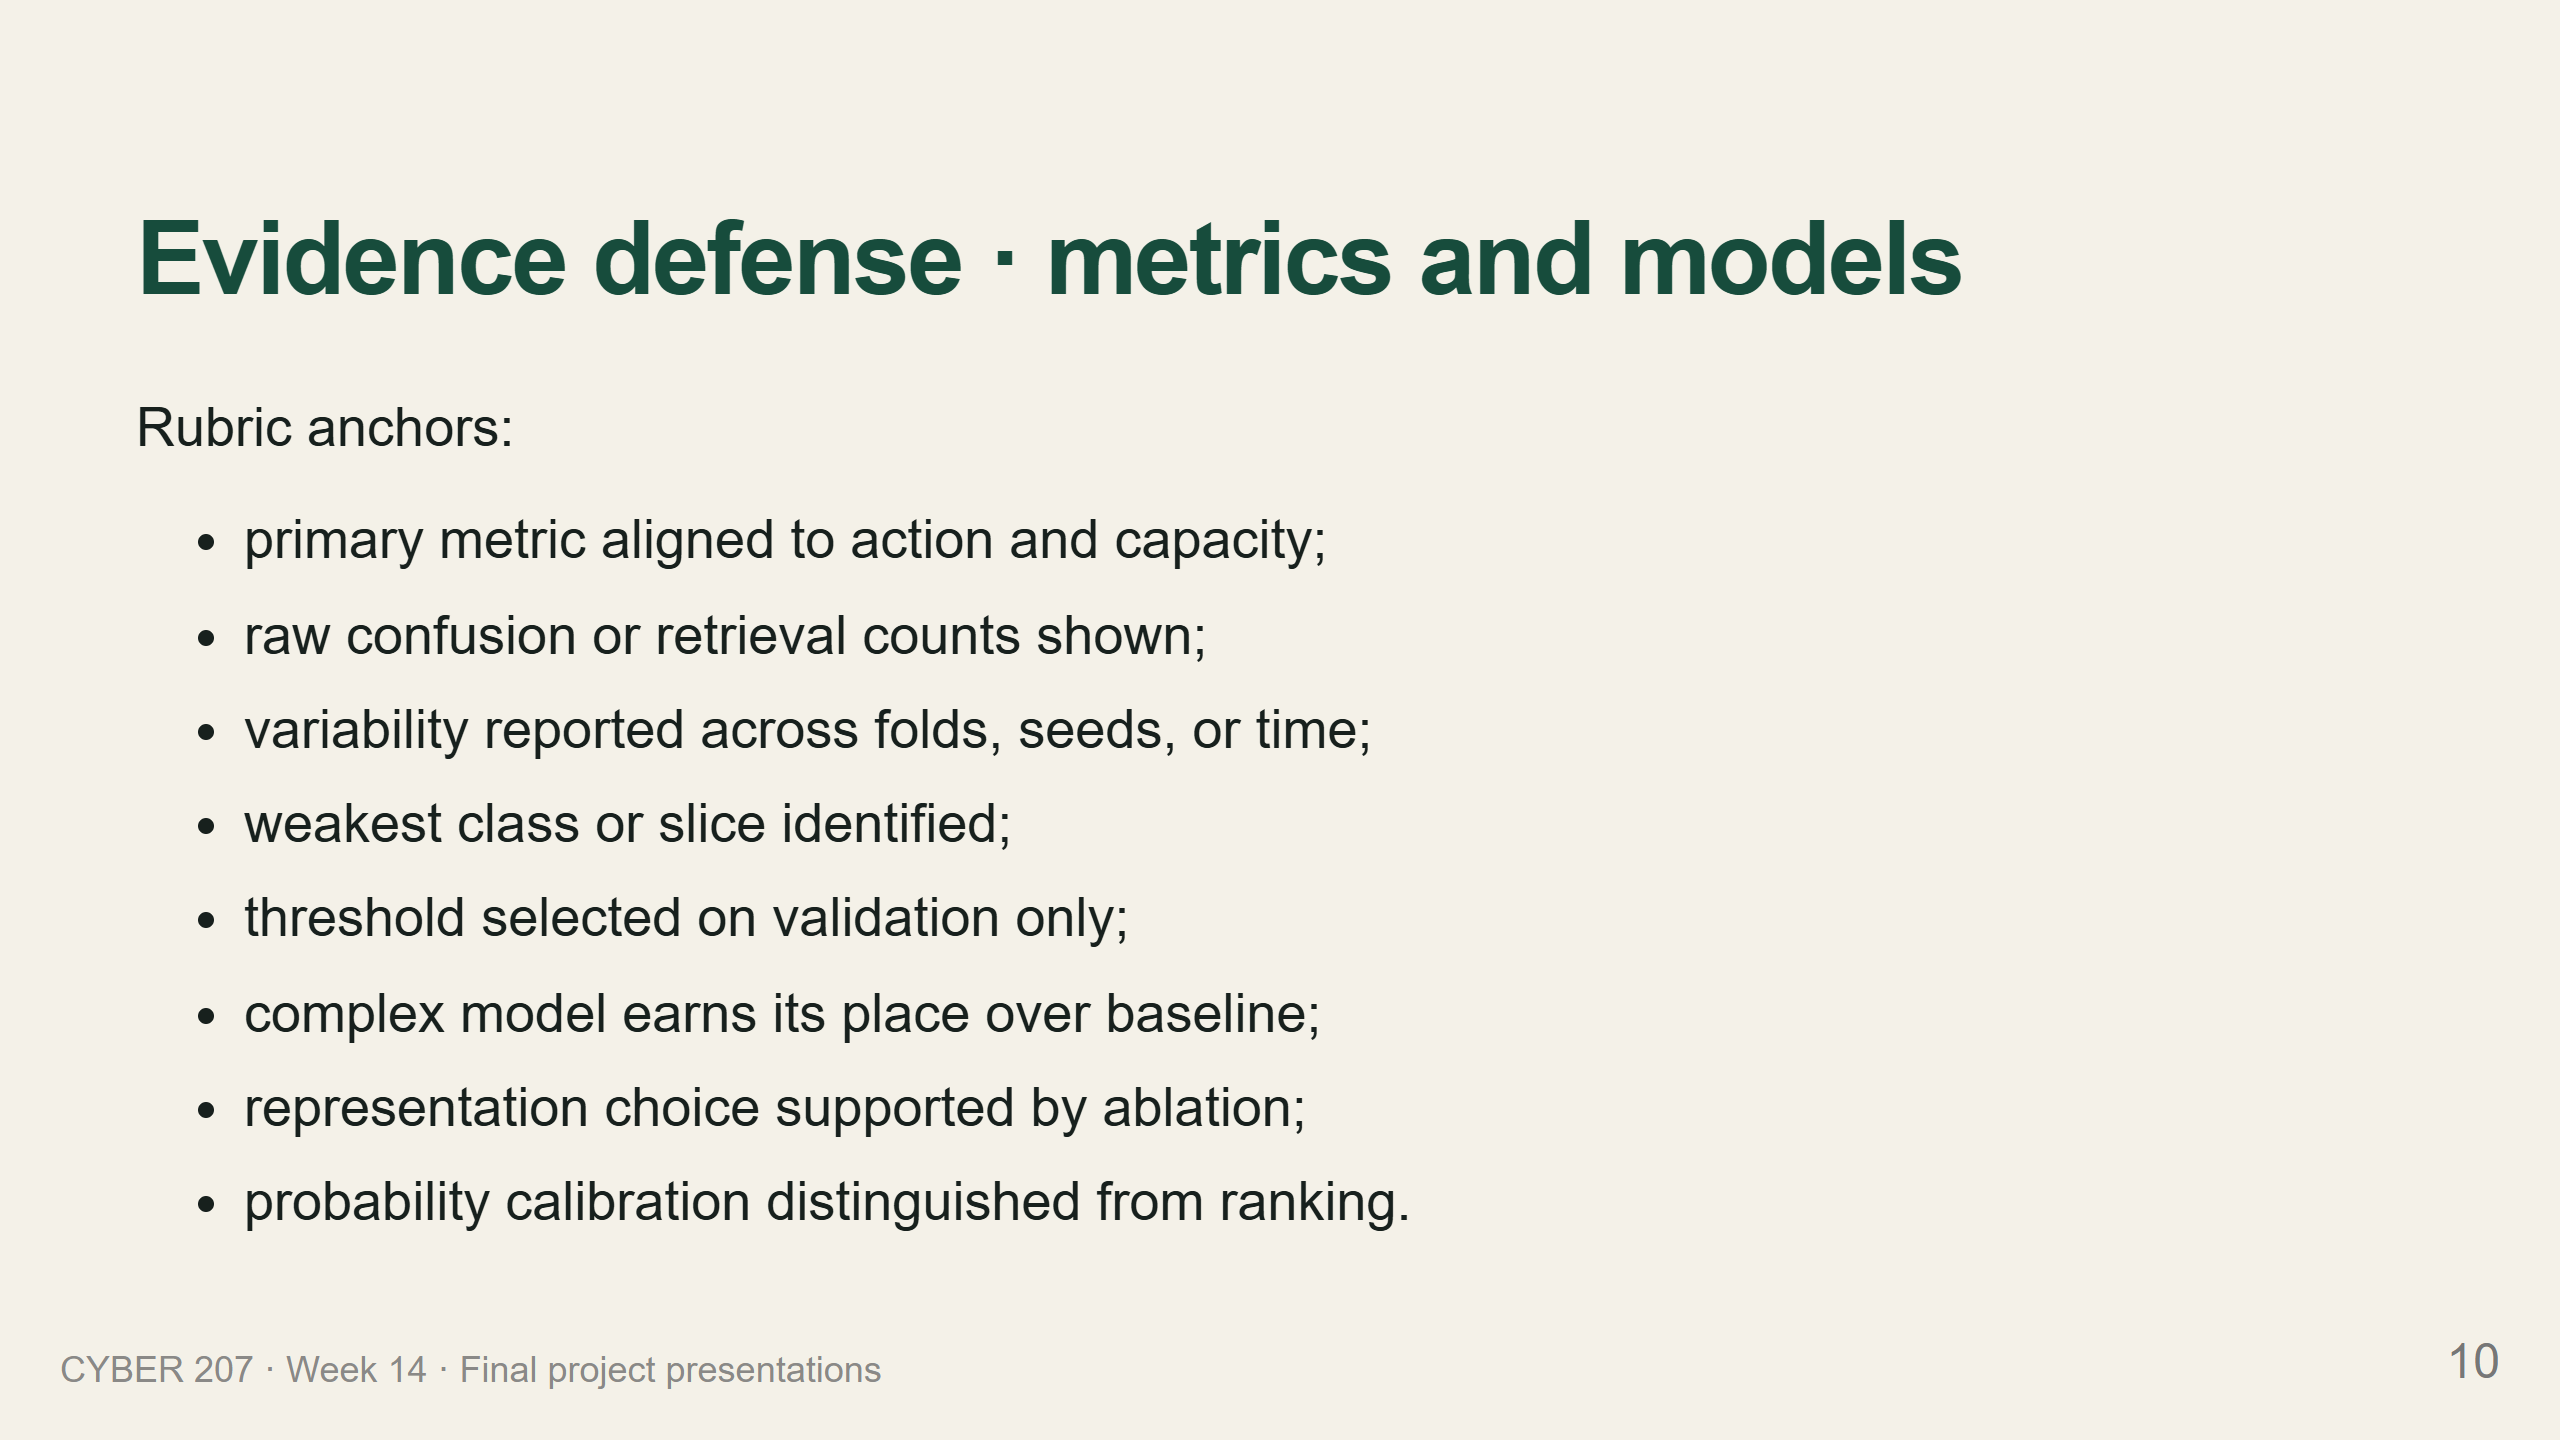 Evidence defense · metrics and models
Rubric anchors:
• primary metric aligned to action and capacity;
• raw confusion or retrieval counts shown;
• variability reported across folds, seeds, or time;
• weakest class or slice identified;
• threshold selected on validation only;
• complex model earns its place over baseline;
• representation choice supported by ablation;
• probability calibration distinguished from ranking.
CYBER 207 · Week 14 · Final project presentations
10